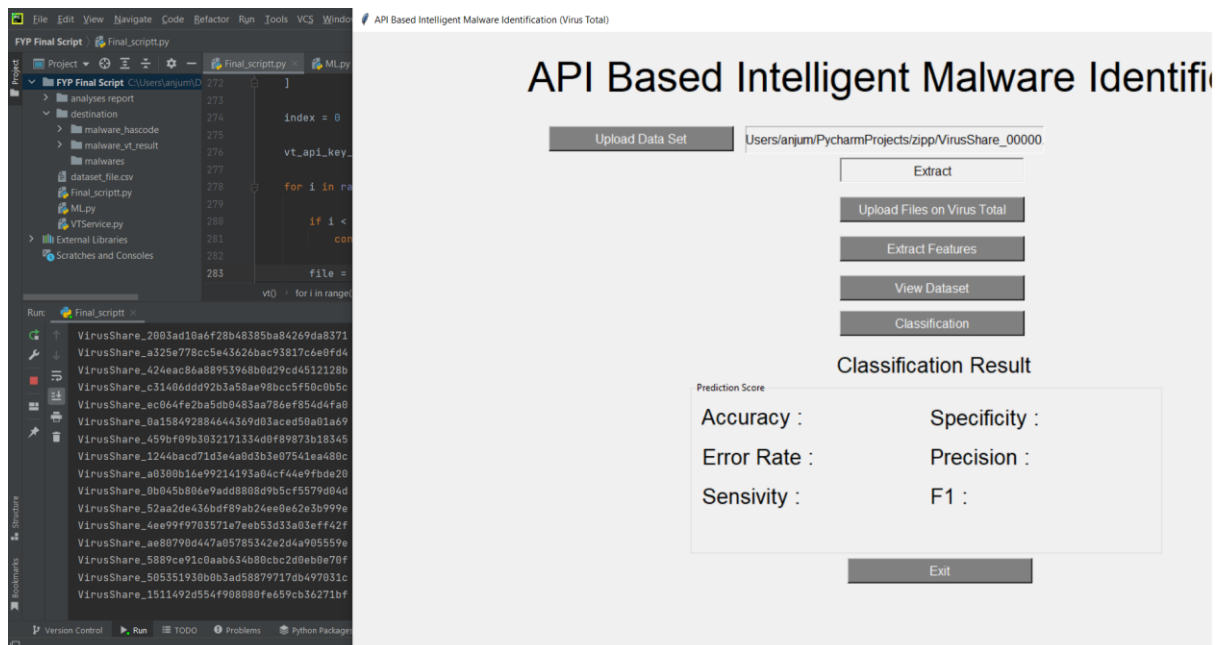 File Edit View Navigate Code Refactor Run Tools VCS Window
FYP Final Script Final_scriptt.py
Project
Final_scriptt.py
ML.py
FYP Final Script C:\Users\anjum\D
analyses report
destination
malware_hascode
malware_vt_result
malwares
dataset_file.csv
Final_scriptt.py
ML.py
VTService.py
External Libraries
Scratches and Consoles
272 ]
273
274 index = 0
275
276 vt_api_key_
277
278 for i in ra
279
280 if i <
281 con
282
283 file =
vt() for i in range(
Run: Final_scriptt
VirusShare_2003ad10a6f28b48385ba84269da8371
VirusShare_a325e778cc5e43626bac93817c6e0fd4
VirusShare_424eac86a88953968b0d29cd4512128b
VirusShare_c31406ddd92b3a58ae98bcc5f50c0b5c
VirusShare_ec064fe2ba5db0483aa786ef854d4fa0
VirusShare_0a158492884644369d03aced50a01a69
VirusShare_459bf09b3032171334d0f89873b18345
VirusShare_1244bacd71d3e4a0d3b3e07541ea480c
VirusShare_a0300b16e99214193a04cf44e9fbde20
VirusShare_0b045b806e9add8808d9b5cf5579d04d
VirusShare_52aa2de436bdf89ab24ee0e62e3b999e
VirusShare_4ee99f9703571e7eeb53d33a03eff42f
VirusShare_ae80790d447a05785342e2d4a905559e
VirusShare_5889ce91c0aab634b80cbc2d0eb0e70f
VirusShare_505351930b0b3ad58879717db497031c
VirusShare_1511492d554f908080fe659cb36271bf
Project
Structure
Bookmarks
Version Control Run TODO Problems Python Packages
API Based Intelligent Malware Identification (Virus Total)
API Based Intelligent Malware Identifi
Upload Data Set
Users/anjum/PycharmProjects/zipp/VirusShare_00000.
Extract
Upload Files on Virus Total
Extract Features
View Dataset
Classification
Classification Result
Prediction Score
Accuracy : Specificity :
Error Rate : Precision :
Sensivity : F1 :
Exit